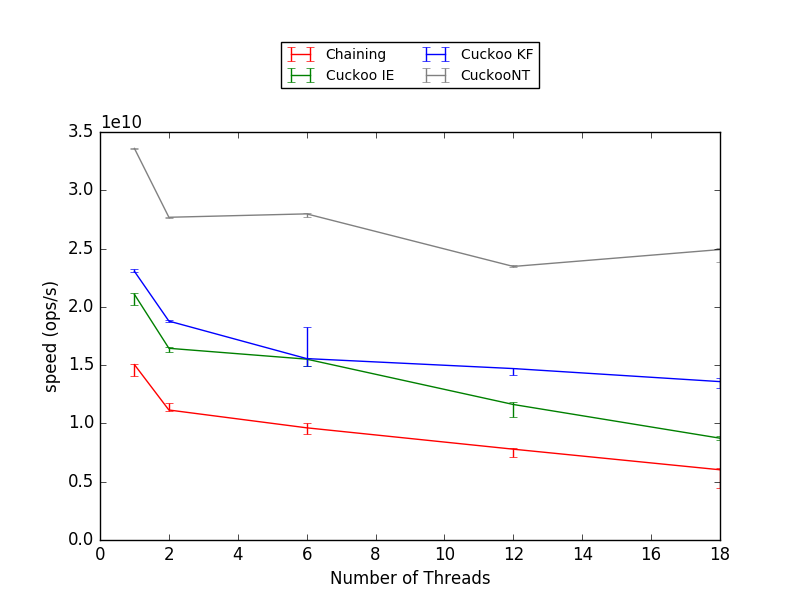 Chaining Cuckoo KF
Cuckoo IE CuckooNT
1e10
3.5
3.0
2.5
2.0
1.5
1.0
0.5
0.0
speed (ops/s)
0 2 4 6 8 10 12 14 16 18
Number of Threads